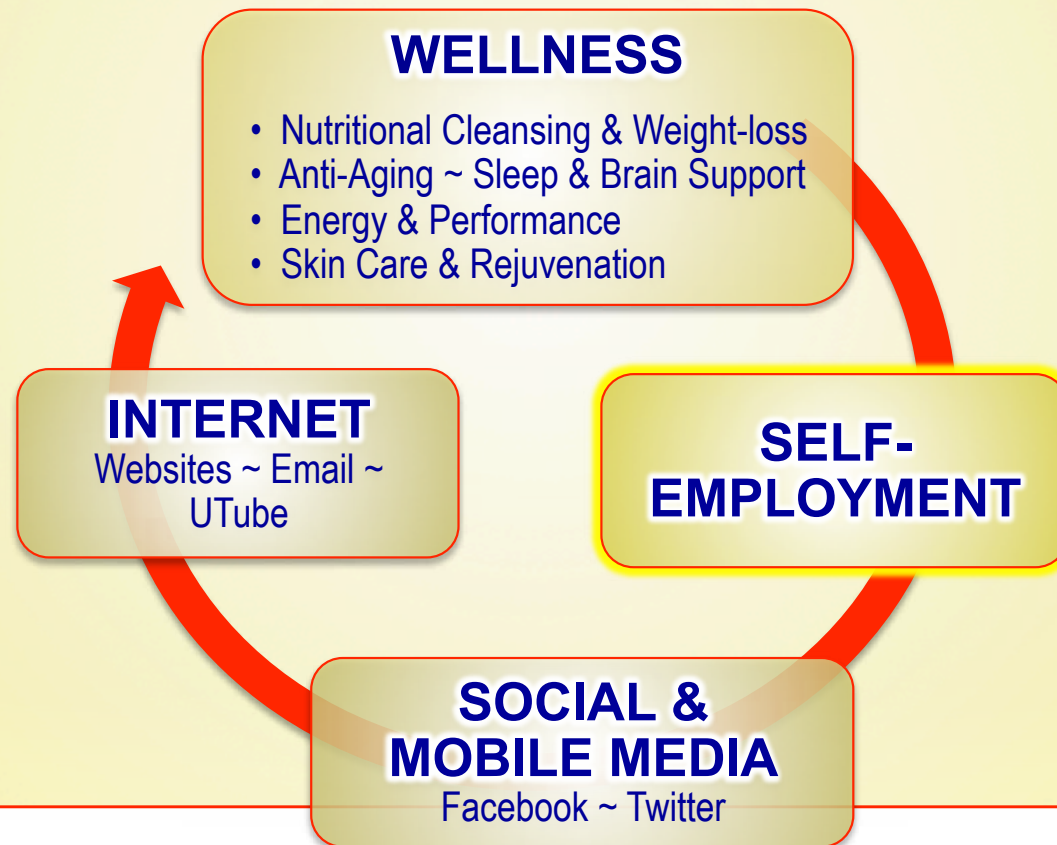 WELLNESS
• Nutritional Cleansing & Weight-loss
• Anti-Aging ~ Sleep & Brain Support
• Energy & Performance
• Skin Care & Rejuvenation
SELF-
EMPLOYMENT
SOCIAL &
MOBILE MEDIA
Facebook ~ Twitter
INTERNET
Websites ~ Email ~
UTube